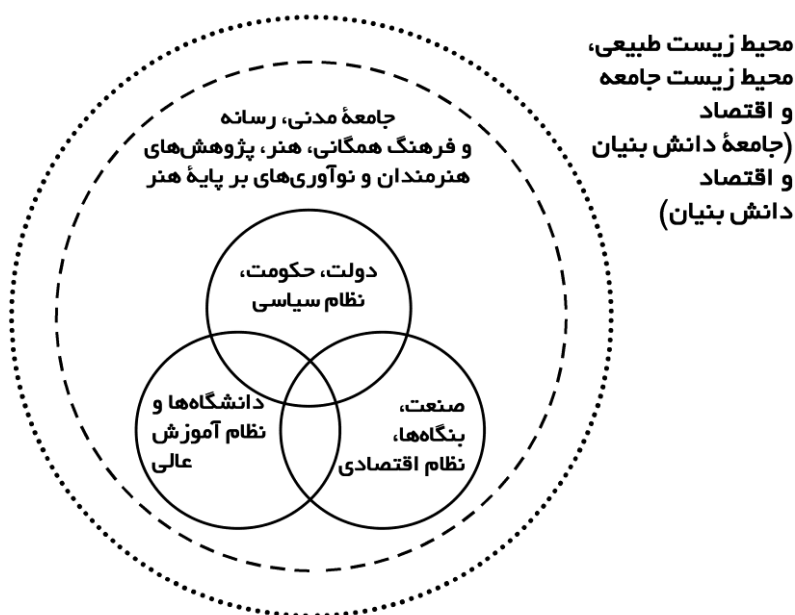 محیط زیست طبیعی،
محیط زیست جامعه
و اقتصاد
(جامعهٔ دانش بنیان
و اقتصاد
دانش بنیان)
جامعهٔ مدنی، رسانه
و فرهنگ همگانی، هنر، پژوهش‌های
هنرمندان و نوآوری‌های بر پایهٔ هنر
دولت، حکومت،
نظام سیاسی
صنعت،
بنگاه‌ها،
نظام اقتصادی
دانشگاه‌ها و
نظام آموزش
عالی